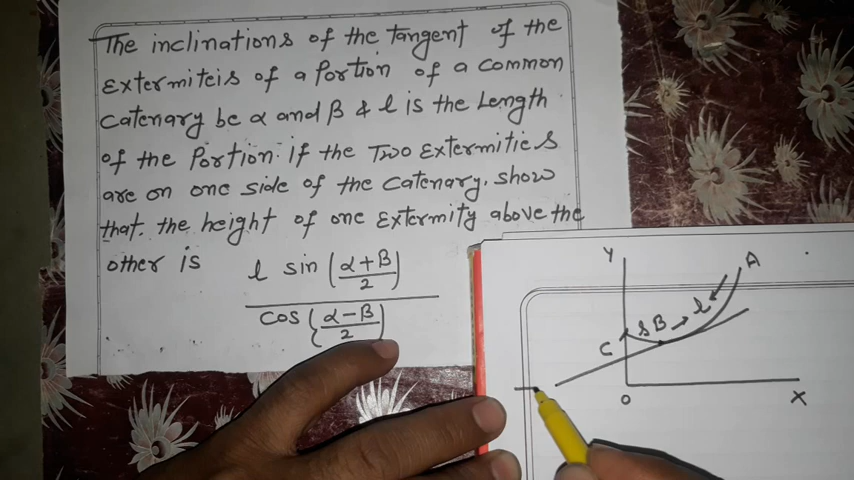 The inclinations of the tangent of the
extermiteis of a Portion of a common
Catenary be α and β & l is the Length
of the Portion. if the Two Extermities
are on one side of the Catenary. show
that. the height of one Extermity above the
other is
l sin (α+β/2)
cos (α-β/2)
Y
A
l
S B
C
O
X